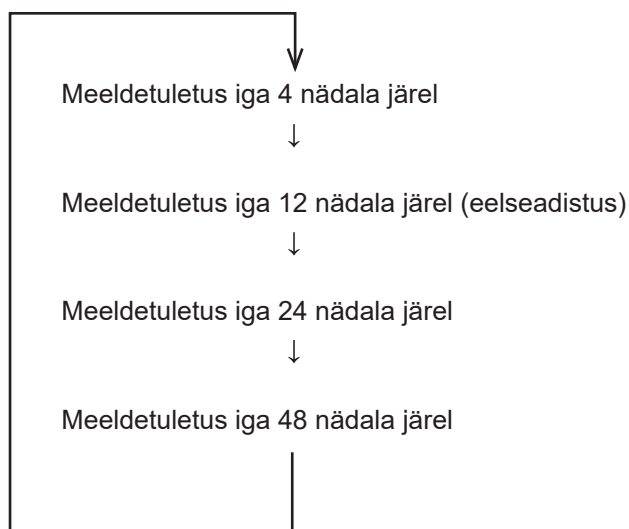 Meeldetuletus iga 4 nädala järel
↓
Meeldetuletus iga 12 nädala järel (eelseadistus)
↓
Meeldetuletus iga 24 nädala järel
↓
Meeldetuletus iga 48 nädala järel